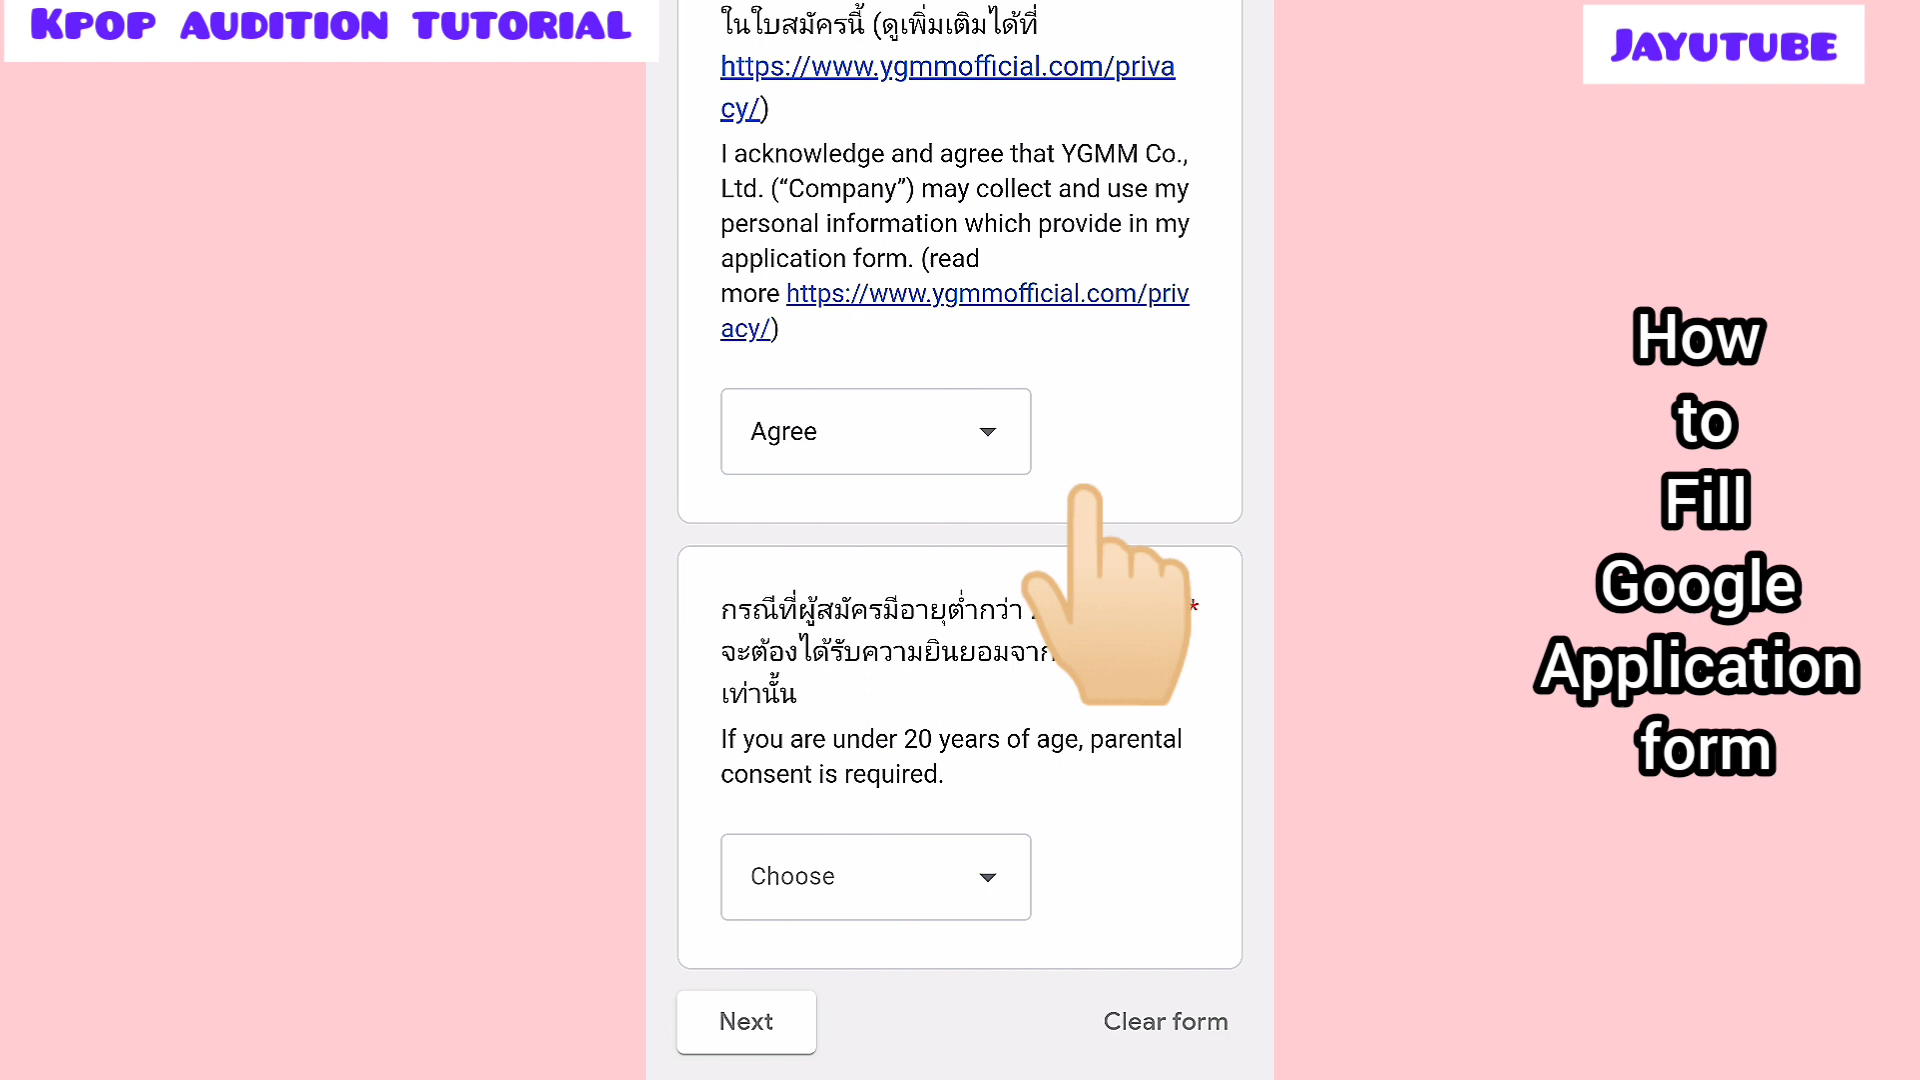 KPOP AUDITION TUTORIAL
JAYUTUBE
ในใบสมัครนี้ (ดูเพิ่มเติมได้ที่
https://www.ygmmofficial.com/priva
cy/)
I acknowledge and agree that YGMM Co.,
Ltd. (“Company”) may collect and use my
personal information which provide in my
application form. (read
more https://www.ygmmofficial.com/priv
acy/)
Agree
กรณีที่ผู้สมัครมีอายุต่ำกว่า *
จะต้องได้รับความยินยอมจาก
เท่านั้น
If you are under 20 years of age, parental
consent is required.
Choose
Next
Clear form
How
to
Fill
Google
Application
form